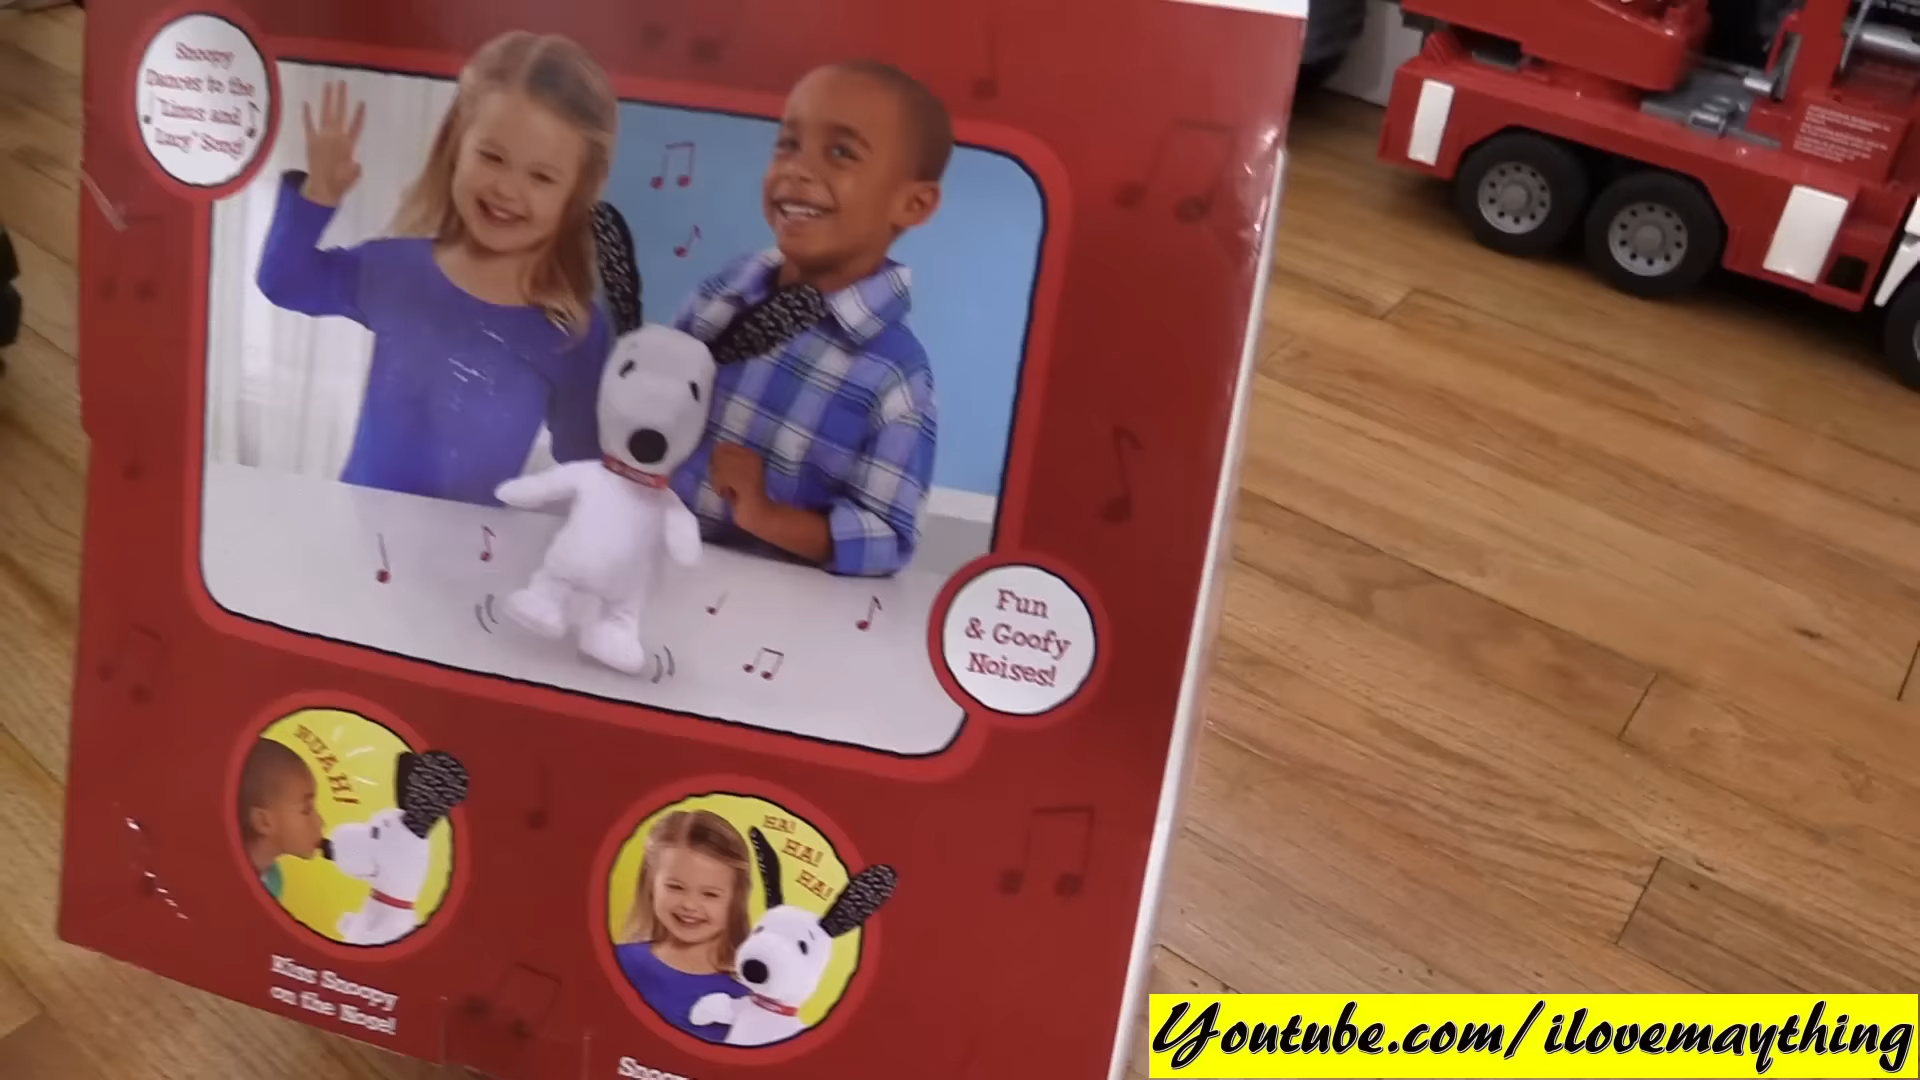 Snoopy
Dances to the
"Linus and
Lucy" Song!
Fun
& Goofy
Noises!
MUAH!
HA!
HA!
HA!
Kiss Snoopy
on the Nose!
Youtube.com/ilovemaything